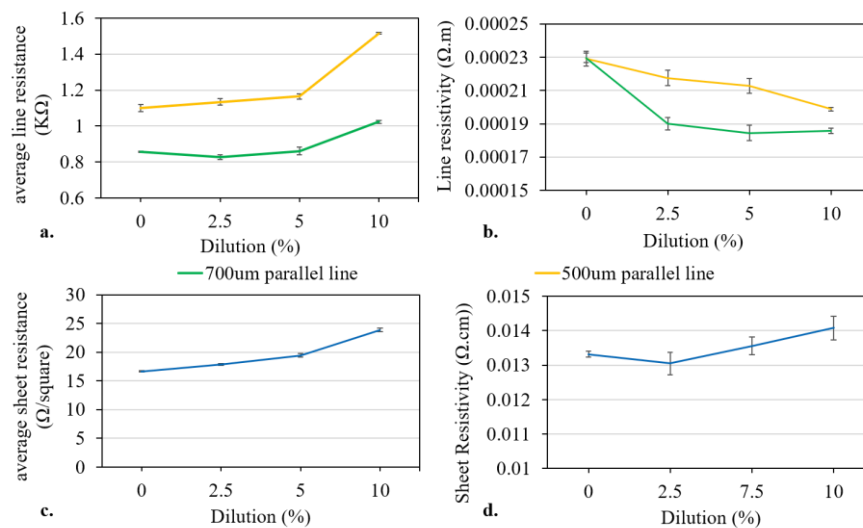 average line resistance
(KΩ)
1.6
1.4
1.2
1
0.8
0.6
0
2.5
5
10
a.
Dilution (%)
Line resistivity (Ω.m)
0.00025
0.00023
0.00021
0.00019
0.00017
0.00015
0
2.5
5
10
b.
Dilution (%)
700um parallel line
500um parallel line
average sheet resistance
(Ω/square)
30
25
20
15
10
5
0
0
2.5
5
10
c.
Dilution (%)
Sheet Resistivity (Ω.cm))
0.015
0.014
0.013
0.012
0.011
0.01
0
2.5
7.5
10
d.
Dilution (%)